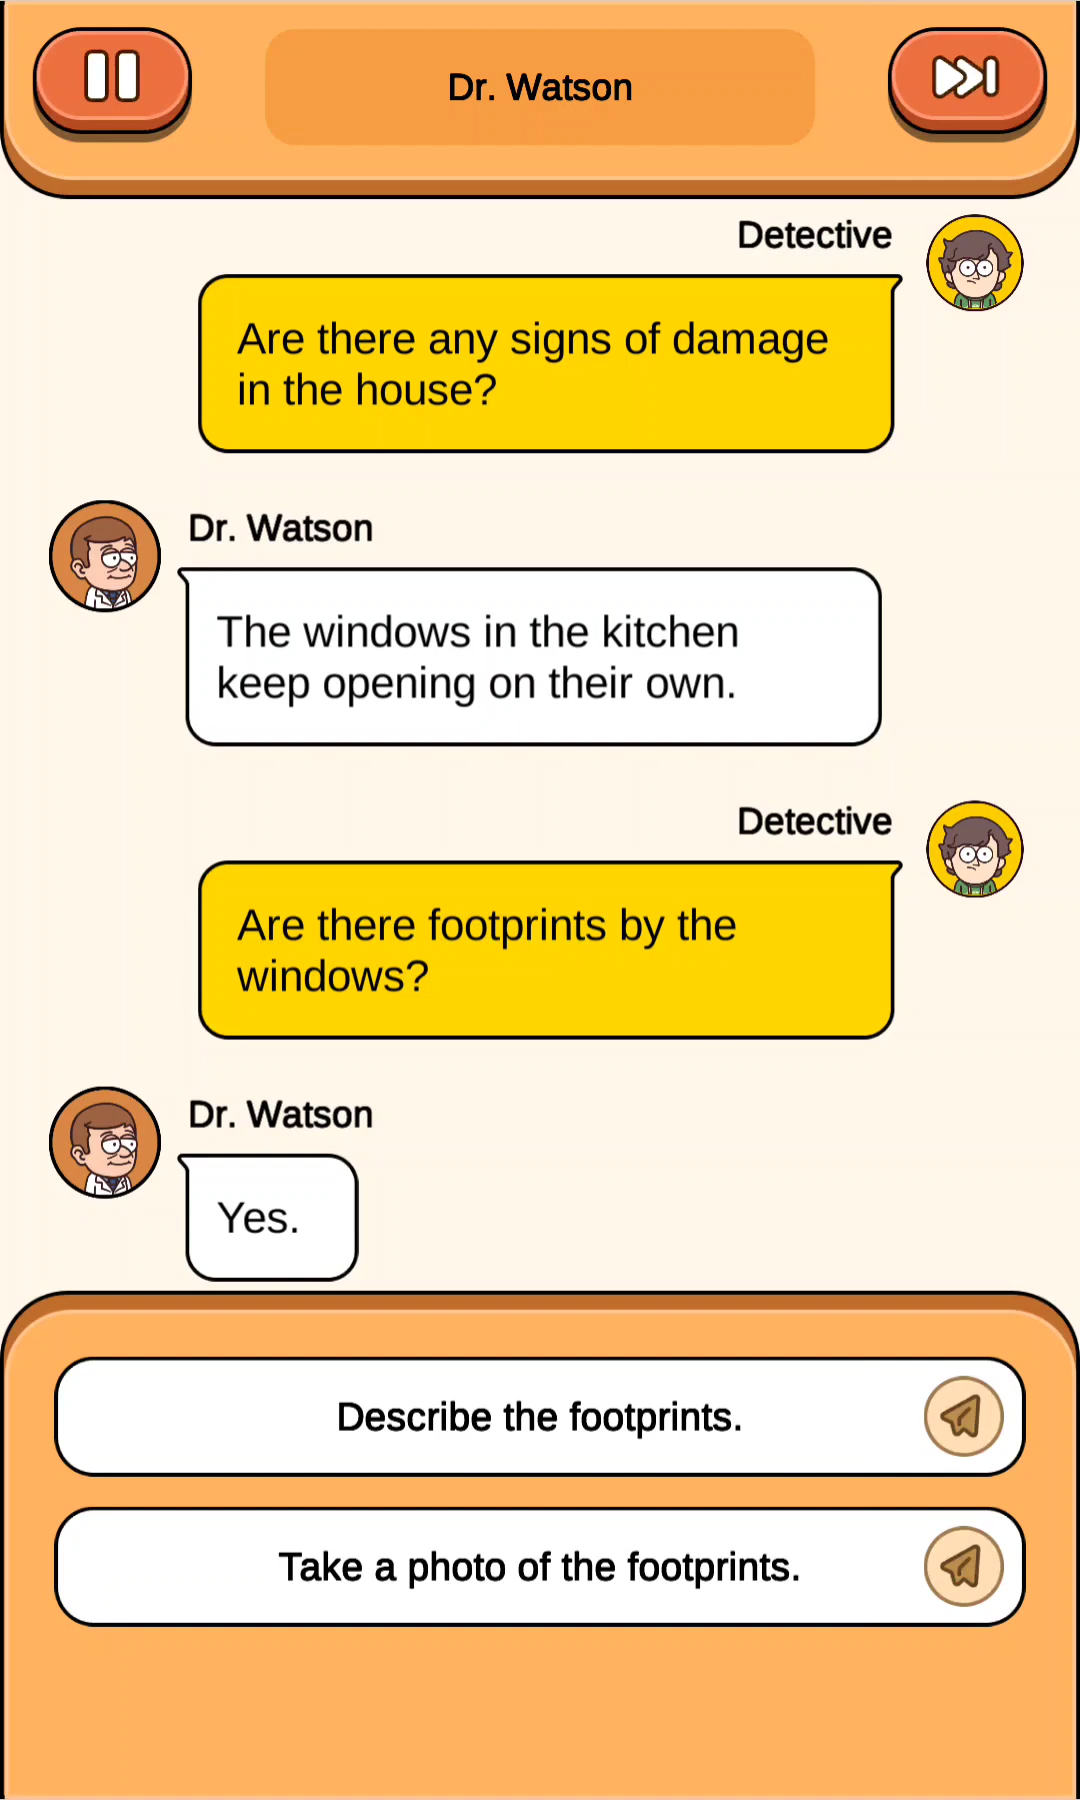 Dr. Watson
Detective
Are there any signs of damage
in the house?
Dr. Watson
The windows in the kitchen
keep opening on their own.
Detective
Are there footprints by the
windows?
Dr. Watson
Yes.
Describe the footprints.
Take a photo of the footprints.